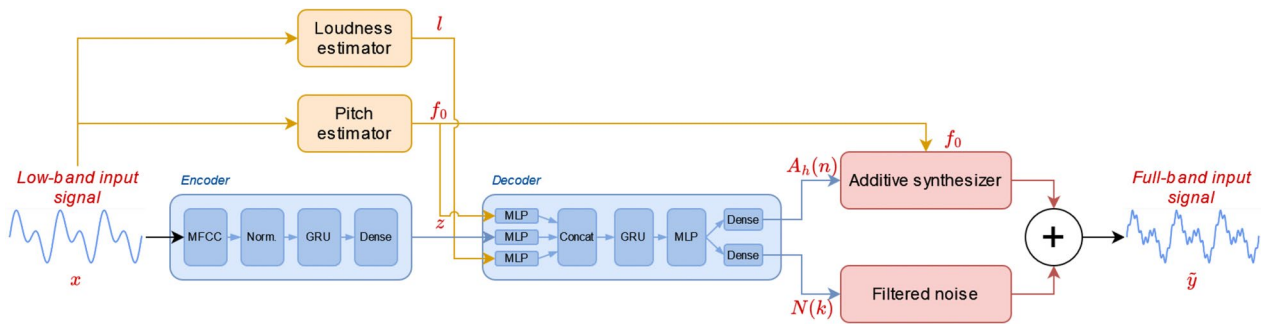 Loudness
estimator
l
Pitch
estimator
f₀
f₀
Low-band input
signal
x
Encoder
MFCC
Norm.
GRU
Dense
z
Decoder
MLP
MLP
MLP
Concat
GRU
MLP
Dense
Dense
A_h(n)
N(k)
Additive synthesizer
Filtered noise
+
Full-band input
signal
ỹ